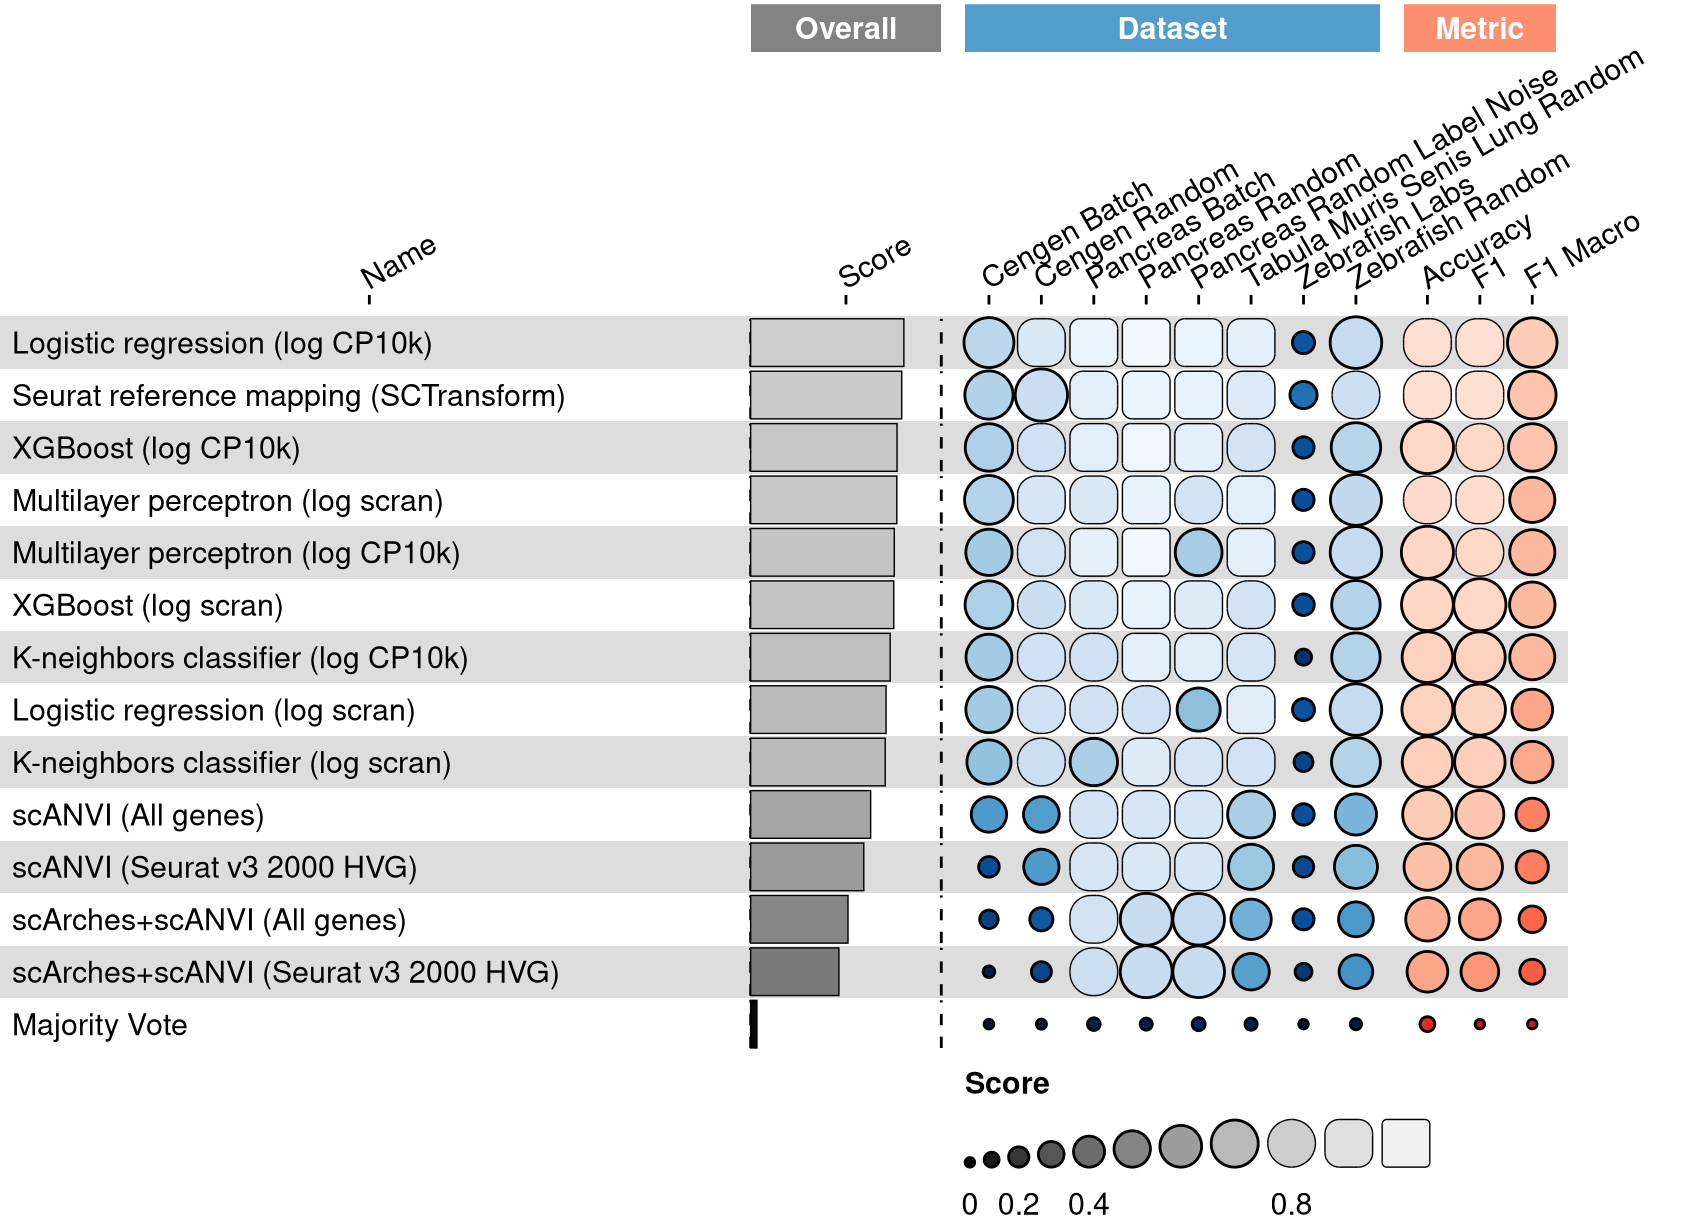 Overall Dataset Metric
Name Score Cengen Batch Cengen Random Pancreas Batch Pancreas Random Pancreas Random Label Noise Tabula Muris Senis Lung Random Zebrafish Labs Zebrafish Random Accuracy F1 F1 Macro
Logistic regression (log CP10k)
Seurat reference mapping (SCTransform)
XGBoost (log CP10k)
Multilayer perceptron (log scran)
Multilayer perceptron (log CP10k)
XGBoost (log scran)
K-neighbors classifier (log CP10k)
Logistic regression (log scran)
K-neighbors classifier (log scran)
scANVI (All genes)
scANVI (Seurat v3 2000 HVG)
scArches+scANVI (All genes)
scArches+scANVI (Seurat v3 2000 HVG)
Majority Vote
Score
0 0.2 0.4 0.8